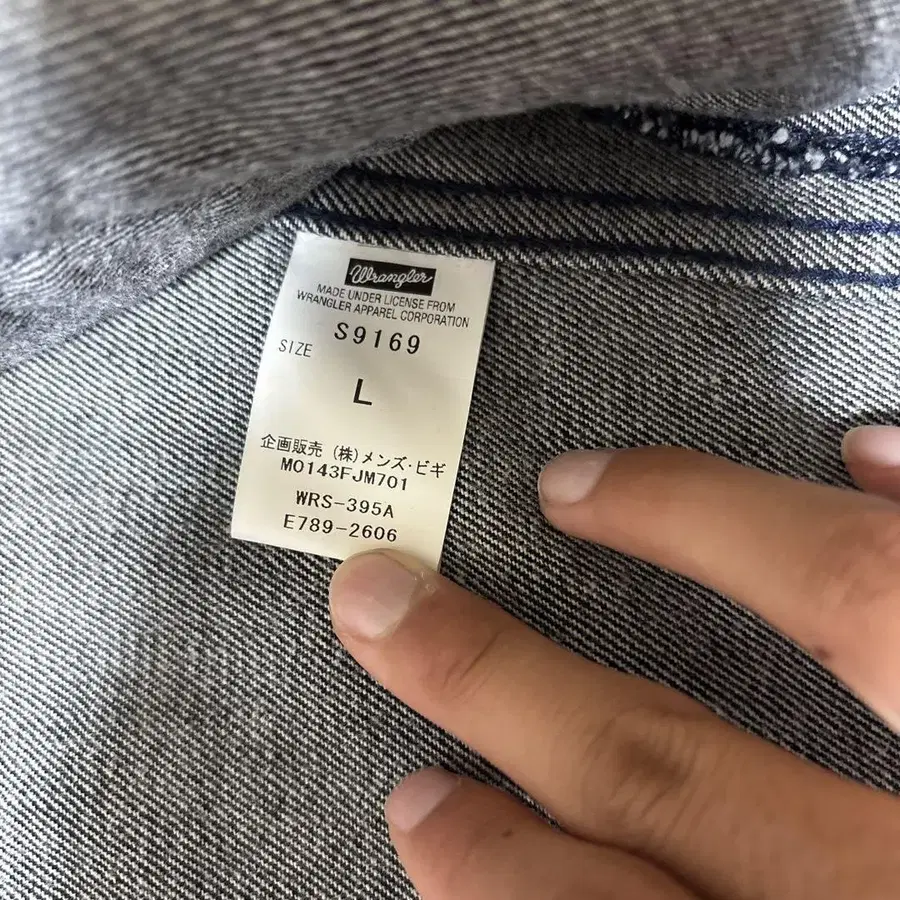 Wrangler
MADE UNDER LICENSE FROM
WRANGLER APPAREL CORPORATION
S9169
SIZE
L
企画販売 (株)メンズ・ビギ
M0143FJM701
WRS-395A
E789-2606